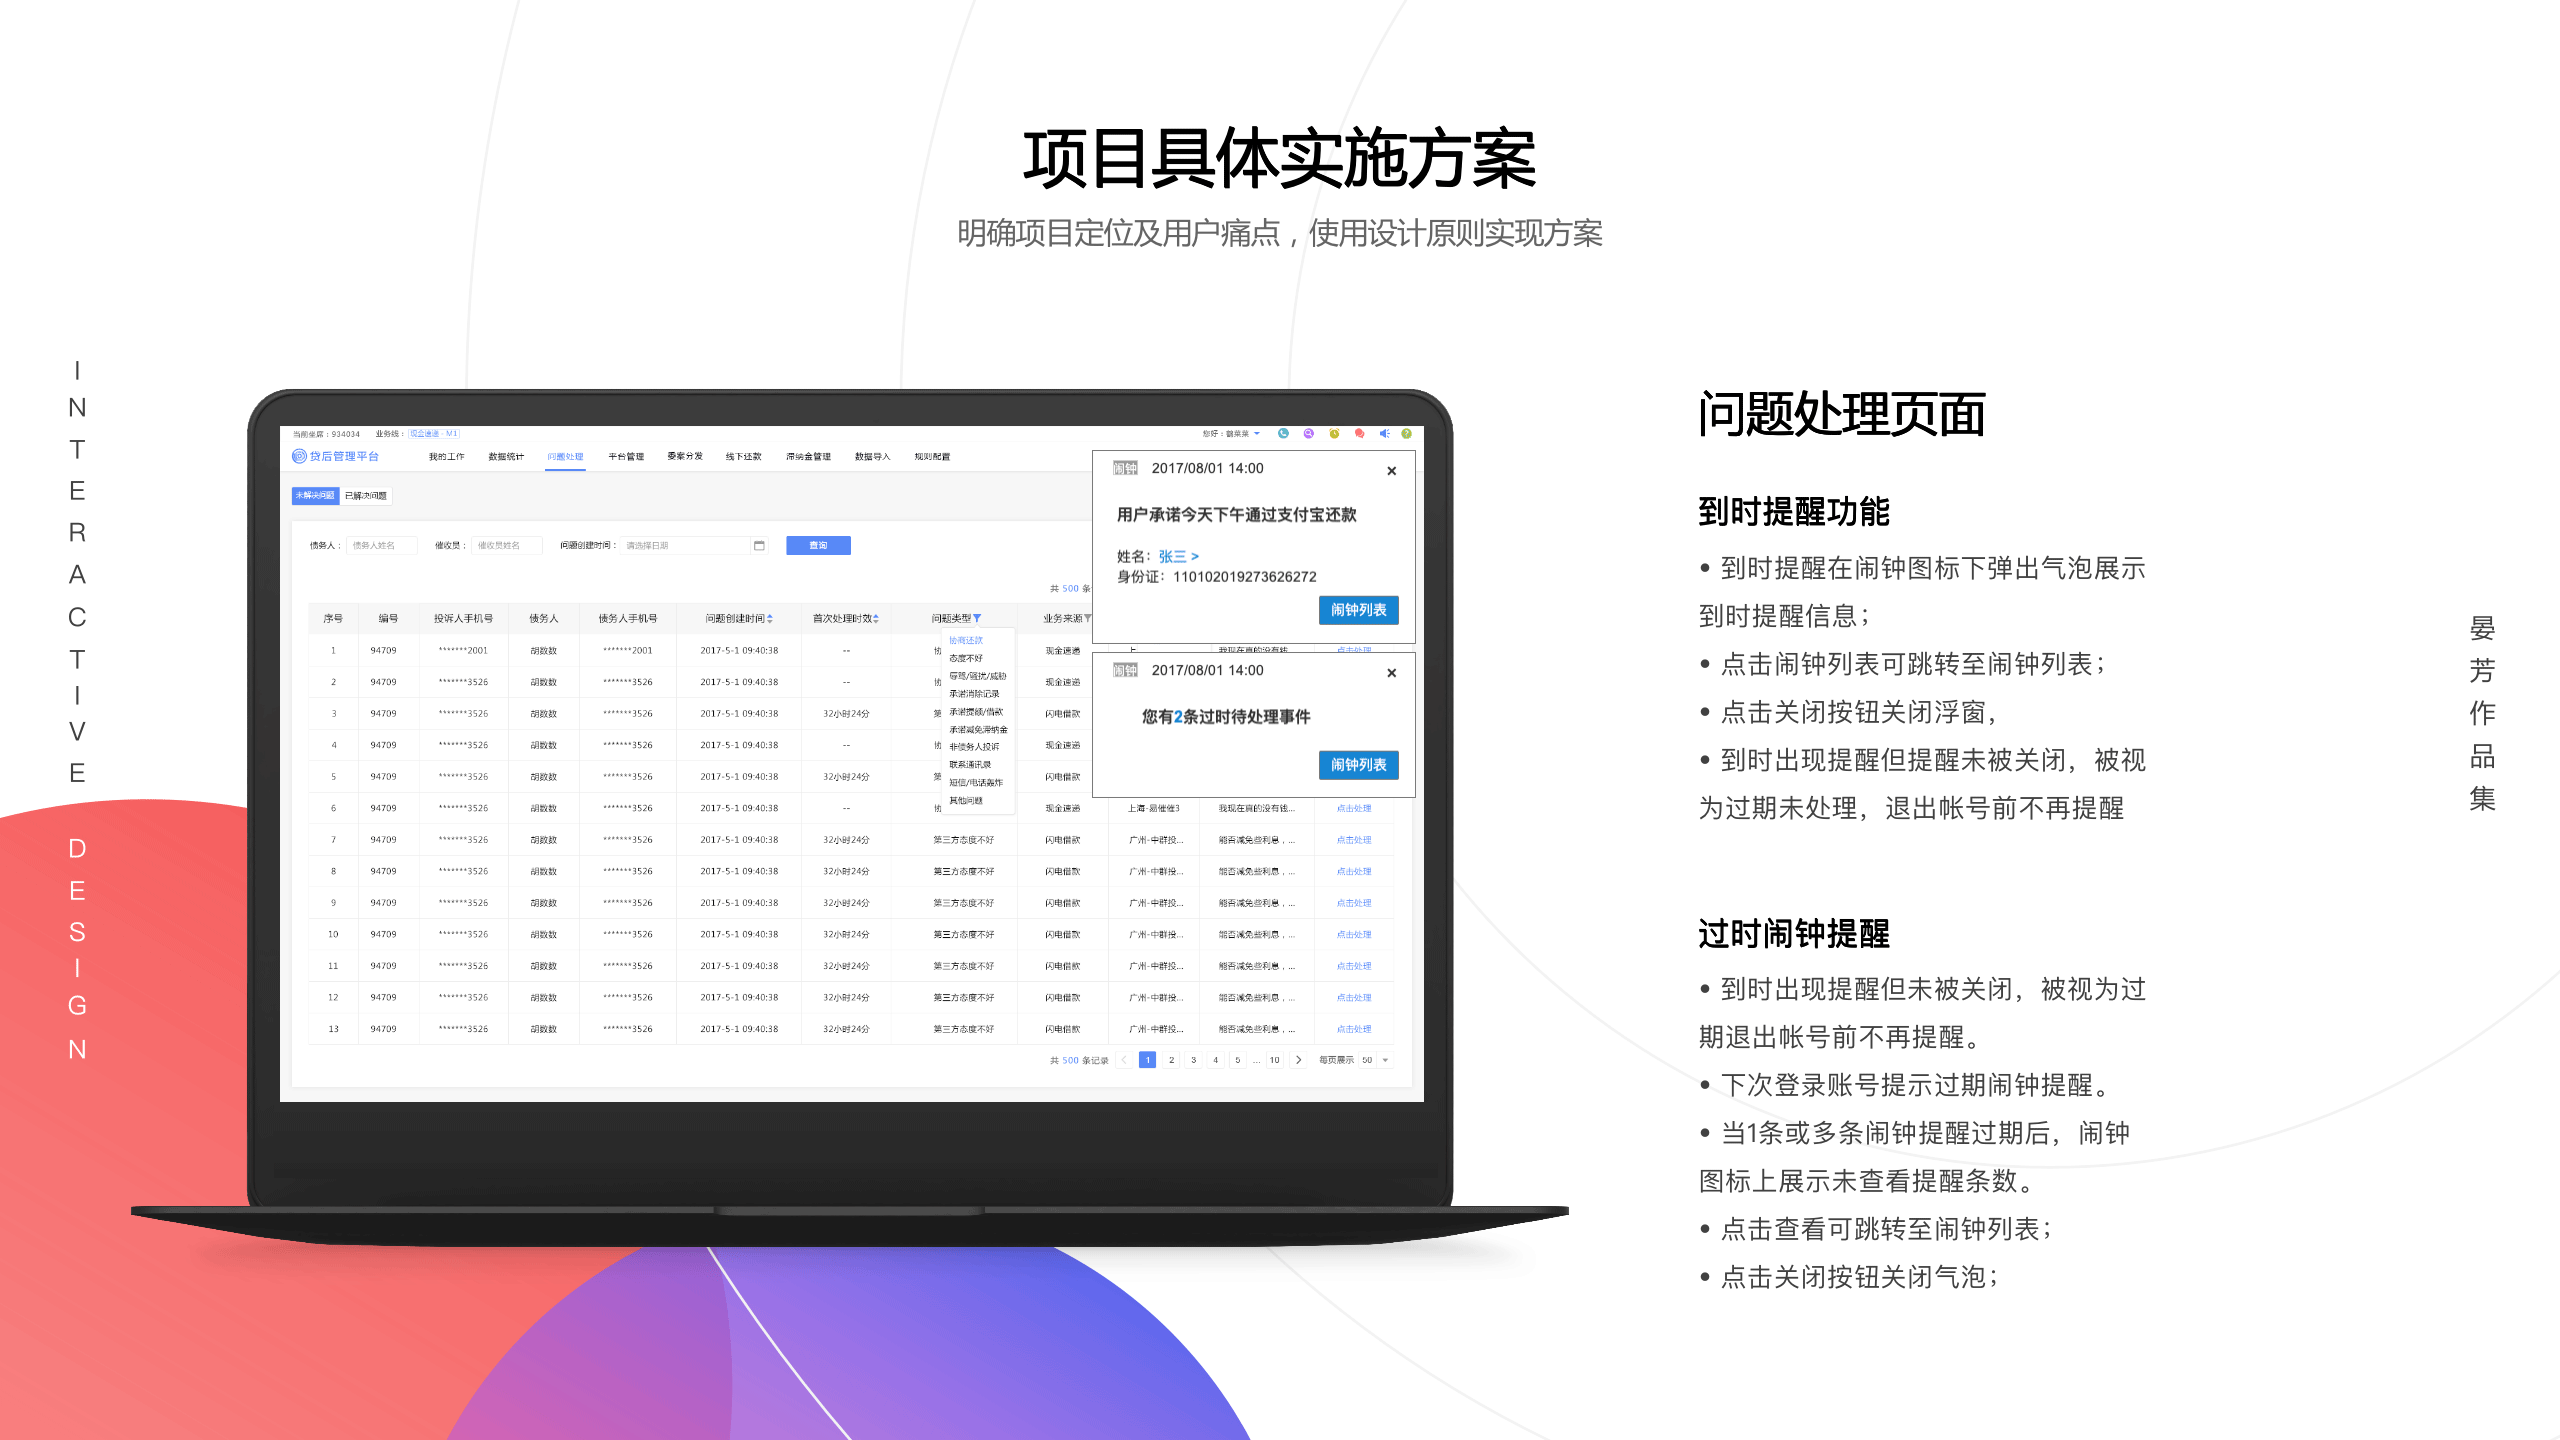 项目具体实施方案
明确项目定位及用户痛点，使用设计原则实现方案
INTERACTIVE DESIGN
当前坐席：934034 业务线：现金速递 - M1
您好：鹤菜菜
贷后管理平台 我的工作 数据统计 问题处理 平台管理 委案分发 线下还款 滞纳金管理 数据导入 规则配置
未解决问题 已解决问题
债务人： 债务人姓名 催收员： 催收员姓名 问题创建时间： 请选择日期 查询
共 500 条
序号 编号 投诉人手机号 债务人 债务人手机号 问题创建时间 首次处理时效 问题类型 业务来源
1 94709 *******2001 胡数数 *******2001 2017-5-1 09:40:38 -- 协 现金速递
2 94709 *******3526 胡数数 *******3526 2017-5-1 09:40:38 -- 协 现金速递
3 94709 *******3526 胡数数 *******3526 2017-5-1 09:40:38 32小时24分 第 闪电借款
4 94709 *******3526 胡数数 *******3526 2017-5-1 09:40:38 -- 协 现金速递
5 94709 *******3526 胡数数 *******3526 2017-5-1 09:40:38 32小时24分 第 闪电借款
6 94709 *******3526 胡数数 *******3526 2017-5-1 09:40:38 -- 协 现金速递 上海-易催催3 我现在真的没有钱... 点击处理
7 94709 *******3526 胡数数 *******3526 2017-5-1 09:40:38 32小时24分 第三方态度不好 闪电借款 广州-中群投... 能否减免些利息，... 点击处理
8 94709 *******3526 胡数数 *******3526 2017-5-1 09:40:38 32小时24分 第三方态度不好 闪电借款 广州-中群投... 能否减免些利息，... 点击处理
9 94709 *******3526 胡数数 *******3526 2017-5-1 09:40:38 32小时24分 第三方态度不好 闪电借款 广州-中群投... 能否减免些利息，... 点击处理
10 94709 *******3526 胡数数 *******3526 2017-5-1 09:40:38 32小时24分 第三方态度不好 闪电借款 广州-中群投... 能否减免些利息，... 点击处理
11 94709 *******3526 胡数数 *******3526 2017-5-1 09:40:38 32小时24分 第三方态度不好 闪电借款 广州-中群投... 能否减免些利息，... 点击处理
12 94709 *******3526 胡数数 *******3526 2017-5-1 09:40:38 32小时24分 第三方态度不好 闪电借款 广州-中群投... 能否减免些利息，... 点击处理
13 94709 *******3526 胡数数 *******3526 2017-5-1 09:40:38 32小时24分 第三方态度不好 闪电借款 广州-中群投... 能否减免些利息，... 点击处理
共 500 条记录 1 2 3 4 5 ... 10 每页展示 50
协商还款
态度不好
辱骂/骚扰/威胁
承诺消除记录
承诺提额/借款
承诺减免滞纳金
非债务人投诉
联系通讯录
短信/电话轰炸
其他问题
闹钟 2017/08/01 14:00 ×
用户承诺今天下午通过支付宝还款
姓名：张三 >
身份证：110102019273626272
闹钟列表
闹钟 2017/08/01 14:00 ×
您有2条过时待处理事件
闹钟列表
问题处理页面
到时提醒功能
• 到时提醒在闹钟图标下弹出气泡展示
到时提醒信息；
• 点击闹钟列表可跳转至闹钟列表；
• 点击关闭按钮关闭浮窗，
• 到时出现提醒但提醒未被关闭，被视
为过期未处理，退出帐号前不再提醒
过时闹钟提醒
• 到时出现提醒但未被关闭，被视为过
期退出帐号前不再提醒。
• 下次登录账号提示过期闹钟提醒。
• 当1条或多条闹钟提醒过期后，闹钟
图标上展示未查看提醒条数。
• 点击查看可跳转至闹钟列表；
• 点击关闭按钮关闭气泡；
晏芳作品集